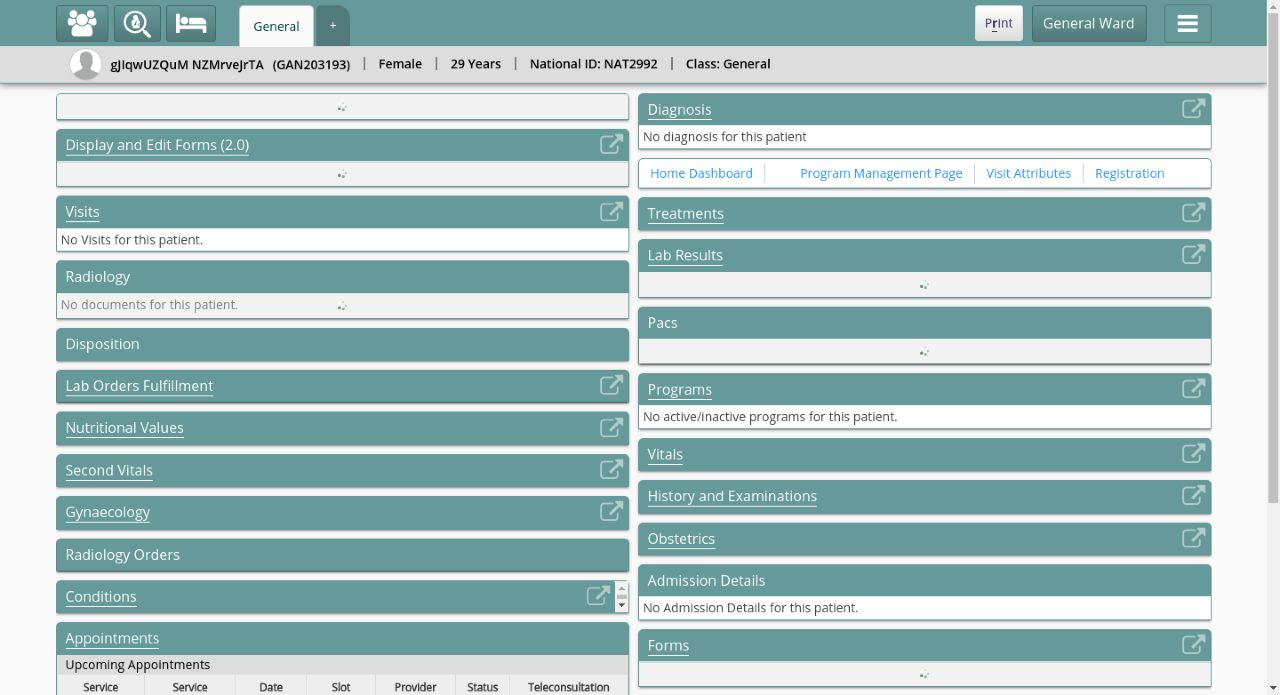 General
+
Print
General Ward
gJIqwUZQuM NZMrveJrTA (GAN203193) | Female | 29 Years | National ID: NAT2992 | Class: General
Display and Edit Forms (2.0)
Visits
No Visits for this patient.
Radiology
No documents for this patient.
Disposition
Lab Orders Fulfillment
Nutritional Values
Second Vitals
Gynaecology
Radiology Orders
Conditions
Appointments
Upcoming Appointments
Service Service Date Slot Provider Status Teleconsultation
Diagnosis
No diagnosis for this patient
Home Dashboard Program Management Page Visit Attributes Registration
Treatments
Lab Results
Pacs
Programs
No active/inactive programs for this patient.
Vitals
History and Examinations
Obstetrics
Admission Details
No Admission Details for this patient.
Forms